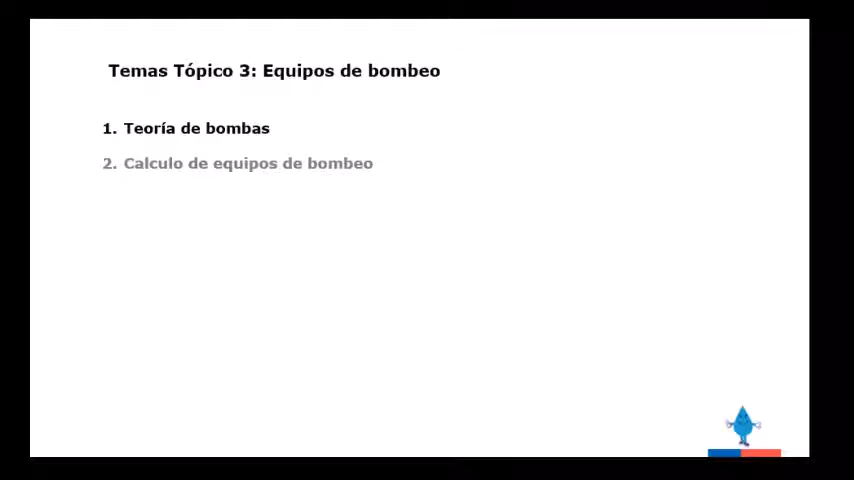 Temas Tópico 3: Equipos de bombeo
1. Teoría de bombas
2. Calculo de equipos de bombeo